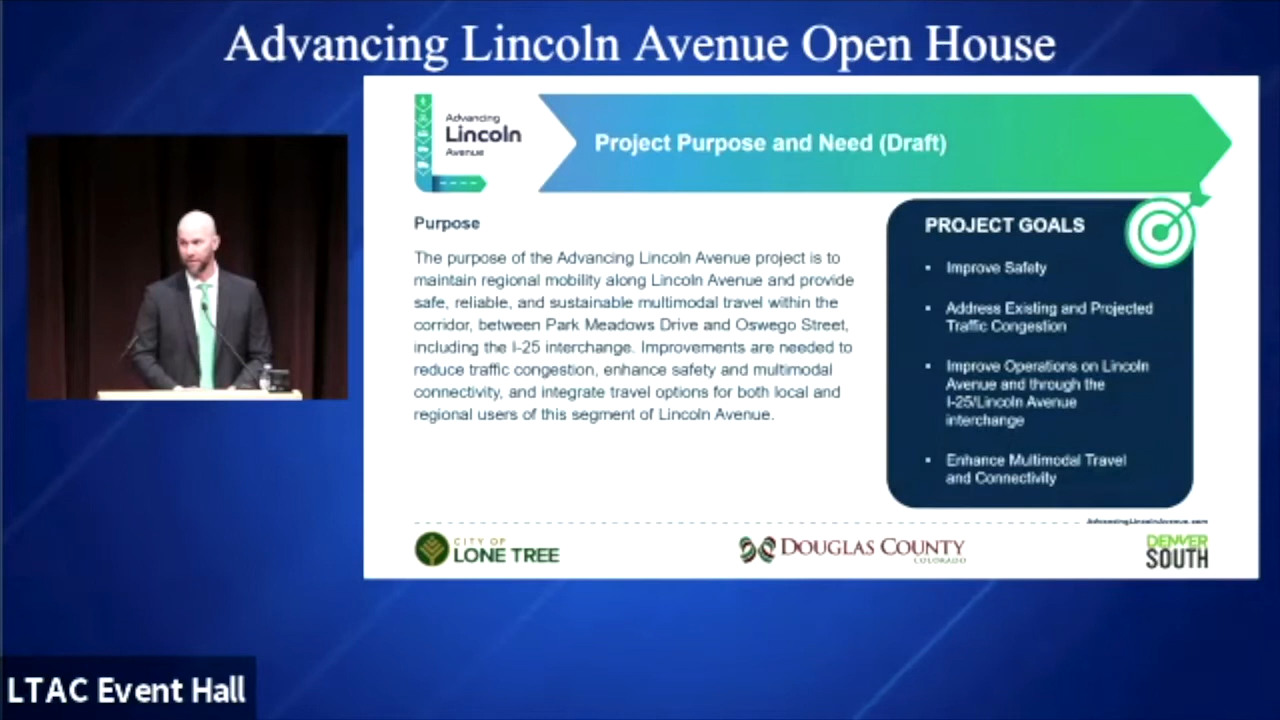 Advancing Lincoln Avenue Open House
Advancing
Lincoln
Avenue
Project Purpose and Need (Draft)
Purpose
The purpose of the Advancing Lincoln Avenue project is to
maintain regional mobility along Lincoln Avenue and provide
safe, reliable, and sustainable multimodal travel within the
corridor, between Park Meadows Drive and Oswego Street,
including the I-25 interchange. Improvements are needed to
reduce traffic congestion, enhance safety and multimodal
connectivity, and integrate travel options for both local and
regional users of this segment of Lincoln Avenue.
PROJECT GOALS
▪ Improve Safety
▪ Address Existing and Projected
Traffic Congestion
▪ Improve Operations on Lincoln
Avenue and through the
I-25/Lincoln Avenue
interchange
▪ Enhance Multimodal Travel
and Connectivity
AdvancingLincolnAvenue.com
CITY OF
LONE TREE
DOUGLAS COUNTY
COLORADO
DENVER
SOUTH
LTAC Event Hall